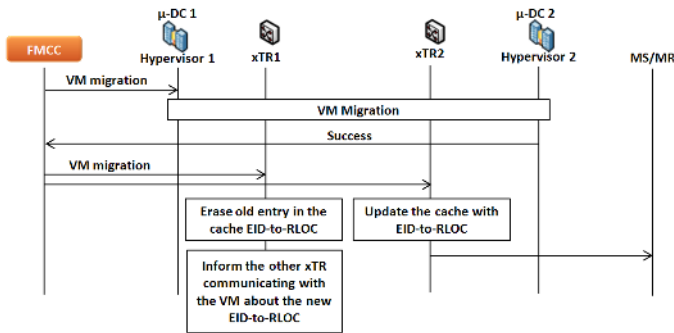 μ-DC 1
μ-DC 2
FMCC
Hypervisor 1
xTR1
xTR2
Hypervisor 2
MS/MR
VM migration
VM Migration
Success
VM migration
Erase old entry in the
cache EID-to-RLOC
Update the cache with
EID-to-RLOC
Inform the other xTR
communicating with
the VM about the new
EID-to-RLOC